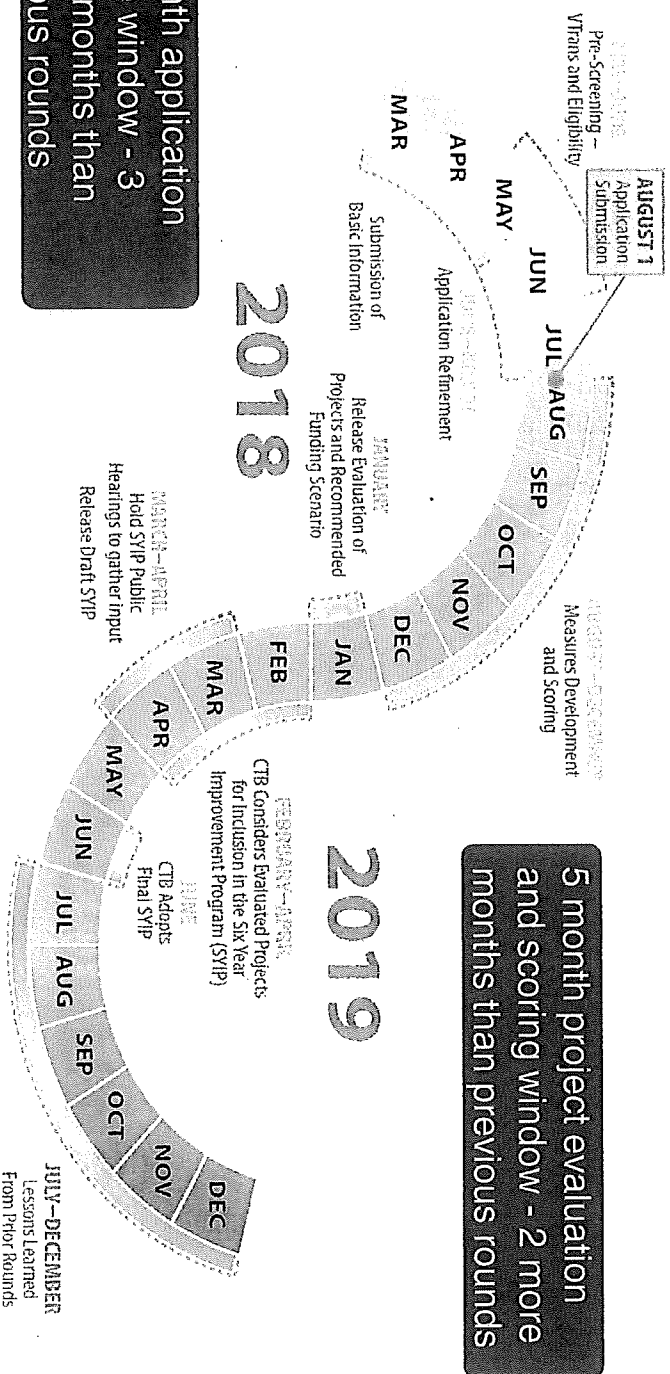 AUGUST 1
Application
Submission
Pre-Screening –
VTrans and Eligibility
MAR
APR
MAY
JUN
JUL
AUG
SEP
OCT
NOV
DEC
JAN
FEB
MAR
APR
MAY
JUN
JUL
AUG
SEP
OCT
NOV
DEC
Submission of
Basic Information
Application Refinement
2018
Measures Development
and Scoring
JANUARY
Release Evaluation of
Projects and Recommended
Funding Scenario
2019
FEBRUARY–APRIL
CTB Considers Evaluated Projects
for Inclusion in the Six Year
Improvement Program (SYIP)
MARCH–APRIL
Hold SYIP Public
Hearings to gather input
Release Draft SYIP
JUNE
CTB Adopts
Final SYIP
JULY–DECEMBER
Lessons Learned
From Prior Rounds
application
window - 3
months than
rounds
5 month project evaluation
and scoring window - 2 more
months than previous rounds